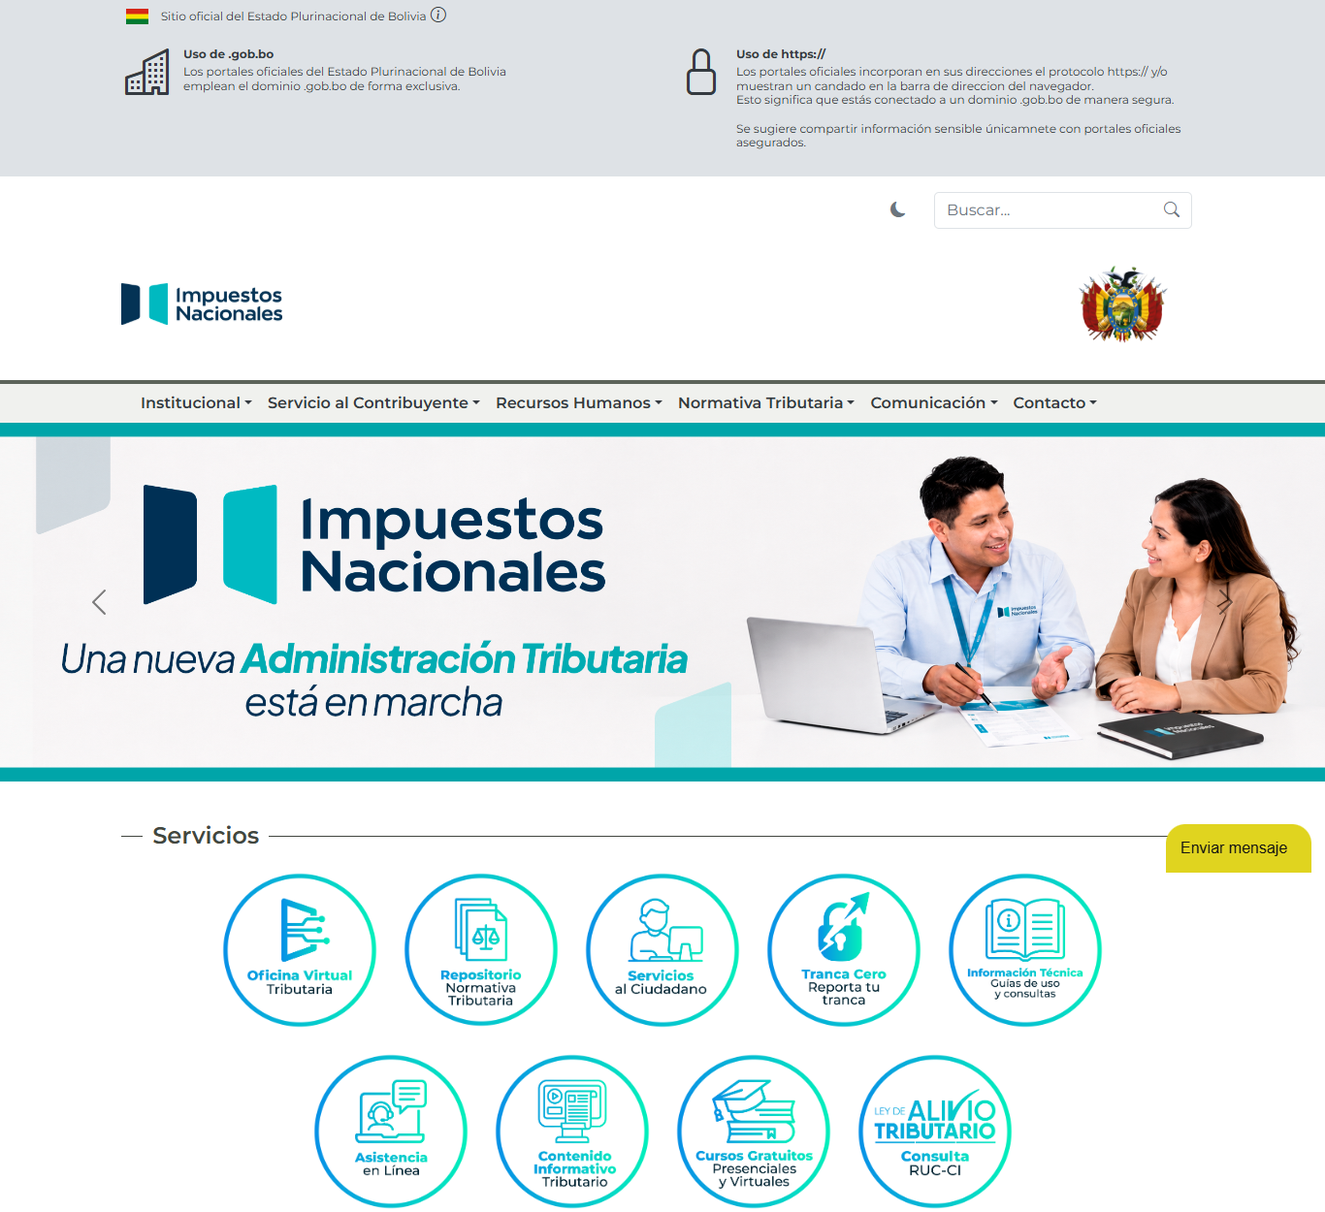 Sitio oficial del Estado Plurinacional de Bolivia
Uso de .gob.bo
Los portales oficiales del Estado Plurinacional de Bolivia
emplean el dominio .gob.bo de forma exclusiva.
Uso de https://
Los portales oficiales incorporan en sus direcciones el protocolo https:// y/o
muestran un candado en la barra de direccion del navegador.
Esto significa que estás conectado a un dominio .gob.bo de manera segura.
Se sugiere compartir información sensible únicamnete con portales oficiales
asegurados.
Buscar...
Impuestos
Nacionales
Institucional
Servicio al Contribuyente
Recursos Humanos
Normativa Tributaria
Comunicación
Contacto
Impuestos
Nacionales
Una nueva Administración Tributaria
está en marcha
Impuestos
Nacionales
Impuestos
Nacionales
Servicios
Enviar mensaje
Oficina Virtual
Tributaria
Repositorio
Normativa
Tributaria
Servicios
al Ciudadano
Tranca Cero
Reporta tu
tranca
Información Técnica
Guías de uso
y consultas
Asistencia
en Línea
Contenido
Informativo
Tributario
Cursos Gratuitos
Presenciales
y Virtuales
LEY DE ALIVIO
TRIBUTARIO
Consulta
RUC-CI